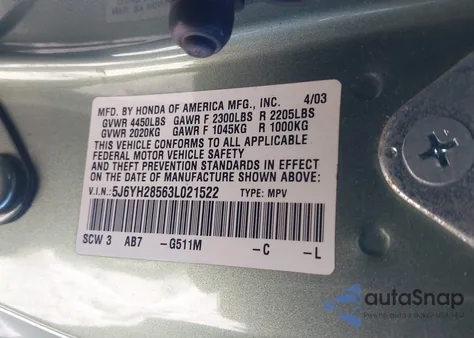 MFD. BY HONDA OF AMERICA MFG., INC. 4/03
GVWR 4450LBS GAWR F 2300LBS R 2205LBS
GVWR 2020KG GAWR F 1045KG R 1000KG
THIS VEHICLE CONFORMS TO ALL APPLICABLE
FEDERAL MOTOR VEHICLE SAFETY
AND THEFT PREVENTION STANDARDS IN EFFECT
ON THE DATE OF MANUFACTURE SHOWN ABOVE.
V.I.N.:5J6YH28563L021522 TYPE: MPV
SCW 3 AB7 -G511M -C -L
autoSnap